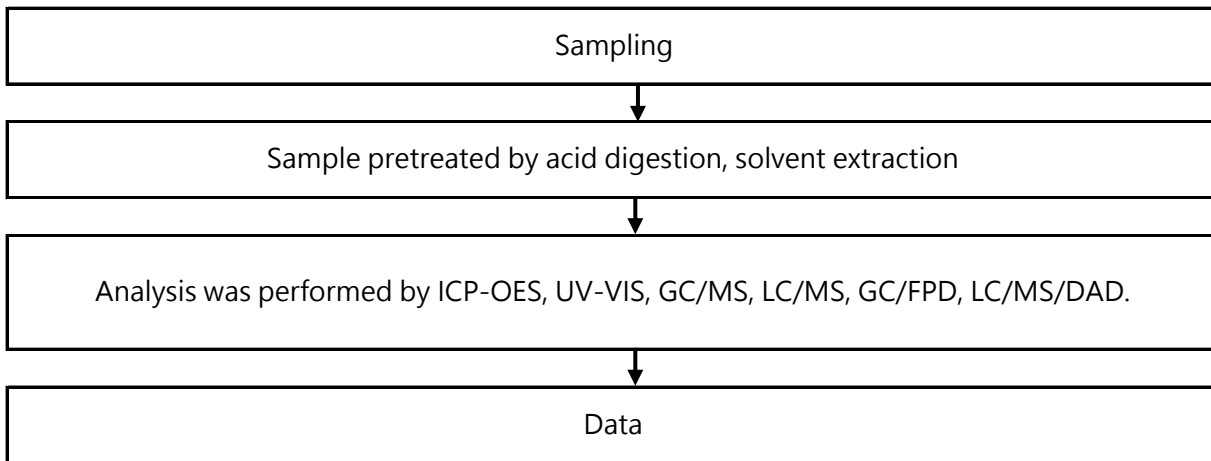 Sampling
Sample pretreated by acid digestion, solvent extraction
Analysis was performed by ICP-OES, UV-VIS, GC/MS, LC/MS, GC/FPD, LC/MS/DAD.
Data